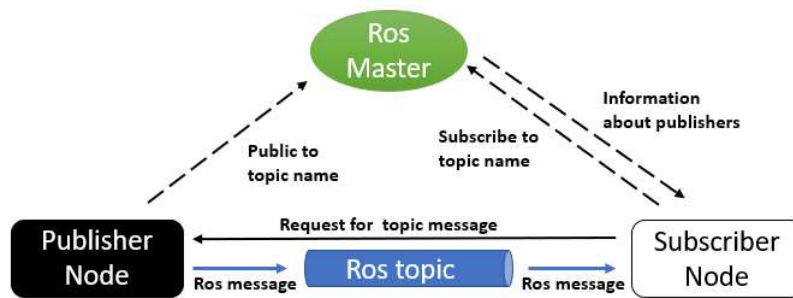 Ros
Master
Information
about publishers
Public to
topic name
Subscribe to
topic name
Request for topic message
Publisher
Node
Ros message
Ros topic
Ros message
Subscriber
Node